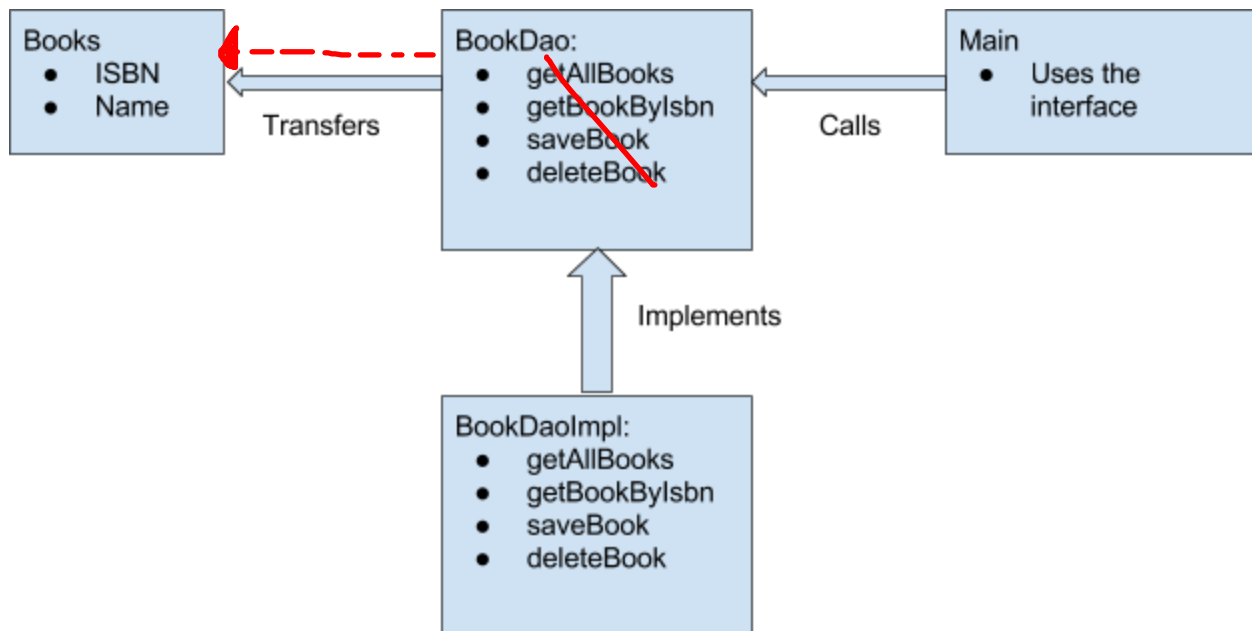 Books
● ISBN
● Name
Transfers
BookDao:
● getAllBooks
● getBookByIsbn
● saveBook
● deleteBook
Calls
Main
● Uses the
interface
Implements
BookDaoImpl:
● getAllBooks
● getBookByIsbn
● saveBook
● deleteBook